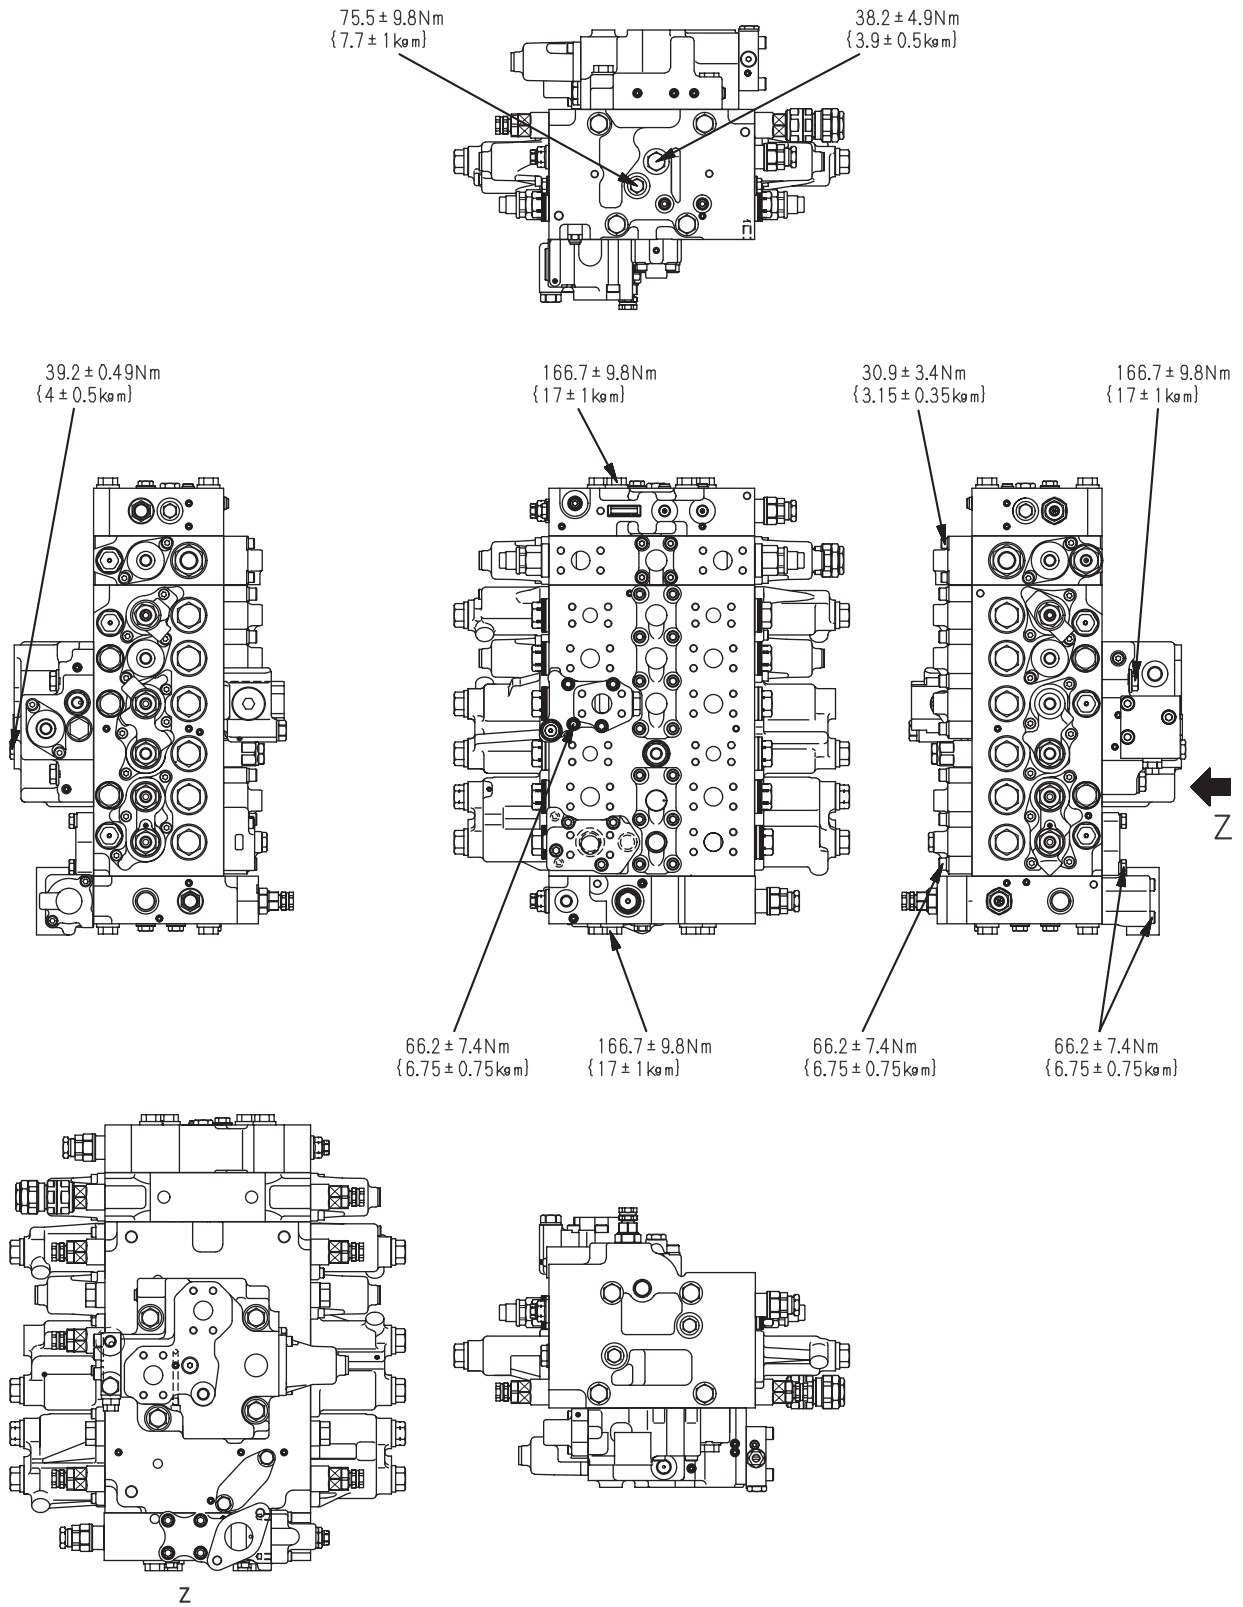 75.5 ± 9.8Nm
{7.7 ± 1kgm}
38.2 ± 4.9Nm
{3.9 ± 0.5kgm}
39.2 ± 0.49Nm
{4 ± 0.5kgm}
166.7 ± 9.8Nm
{17 ± 1kgm}
30.9 ± 3.4Nm
{3.15 ± 0.35kgm}
166.7 ± 9.8Nm
{17 ± 1kgm}
Z
66.2 ± 7.4Nm
{6.75 ± 0.75kgm}
166.7 ± 9.8Nm
{17 ± 1kgm}
66.2 ± 7.4Nm
{6.75 ± 0.75kgm}
66.2 ± 7.4Nm
{6.75 ± 0.75kgm}
Z